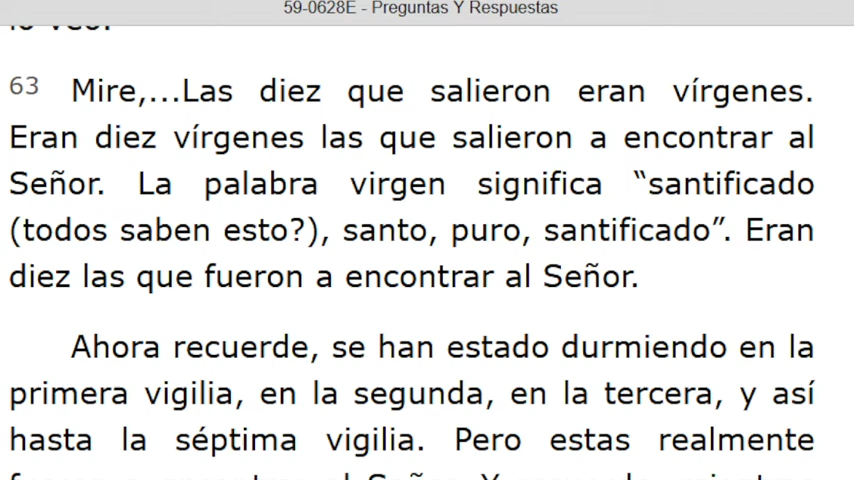 59-0628E - Preguntas Y Respuestas
lo veo.
63 Mire,...Las diez que salieron eran vírgenes.
Eran diez vírgenes las que salieron a encontrar al
Señor. La palabra virgen significa “santificado
(todos saben esto?), santo, puro, santificado”. Eran
diez las que fueron a encontrar al Señor.
Ahora recuerde, se han estado durmiendo en la
primera vigilia, en la segunda, en la tercera, y así
hasta la séptima vigilia. Pero estas realmente